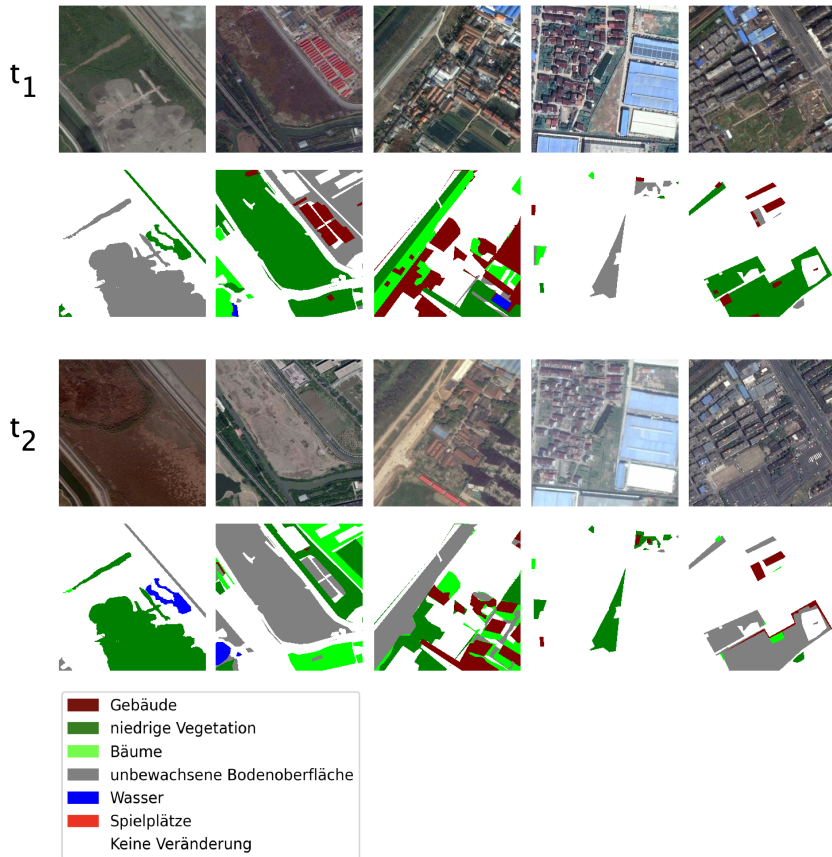 t1
t2
Gebäude
niedrige Vegetation
Bäume
unbewachsene Bodenoberfläche
Wasser
Spielplätze
Keine Veränderung